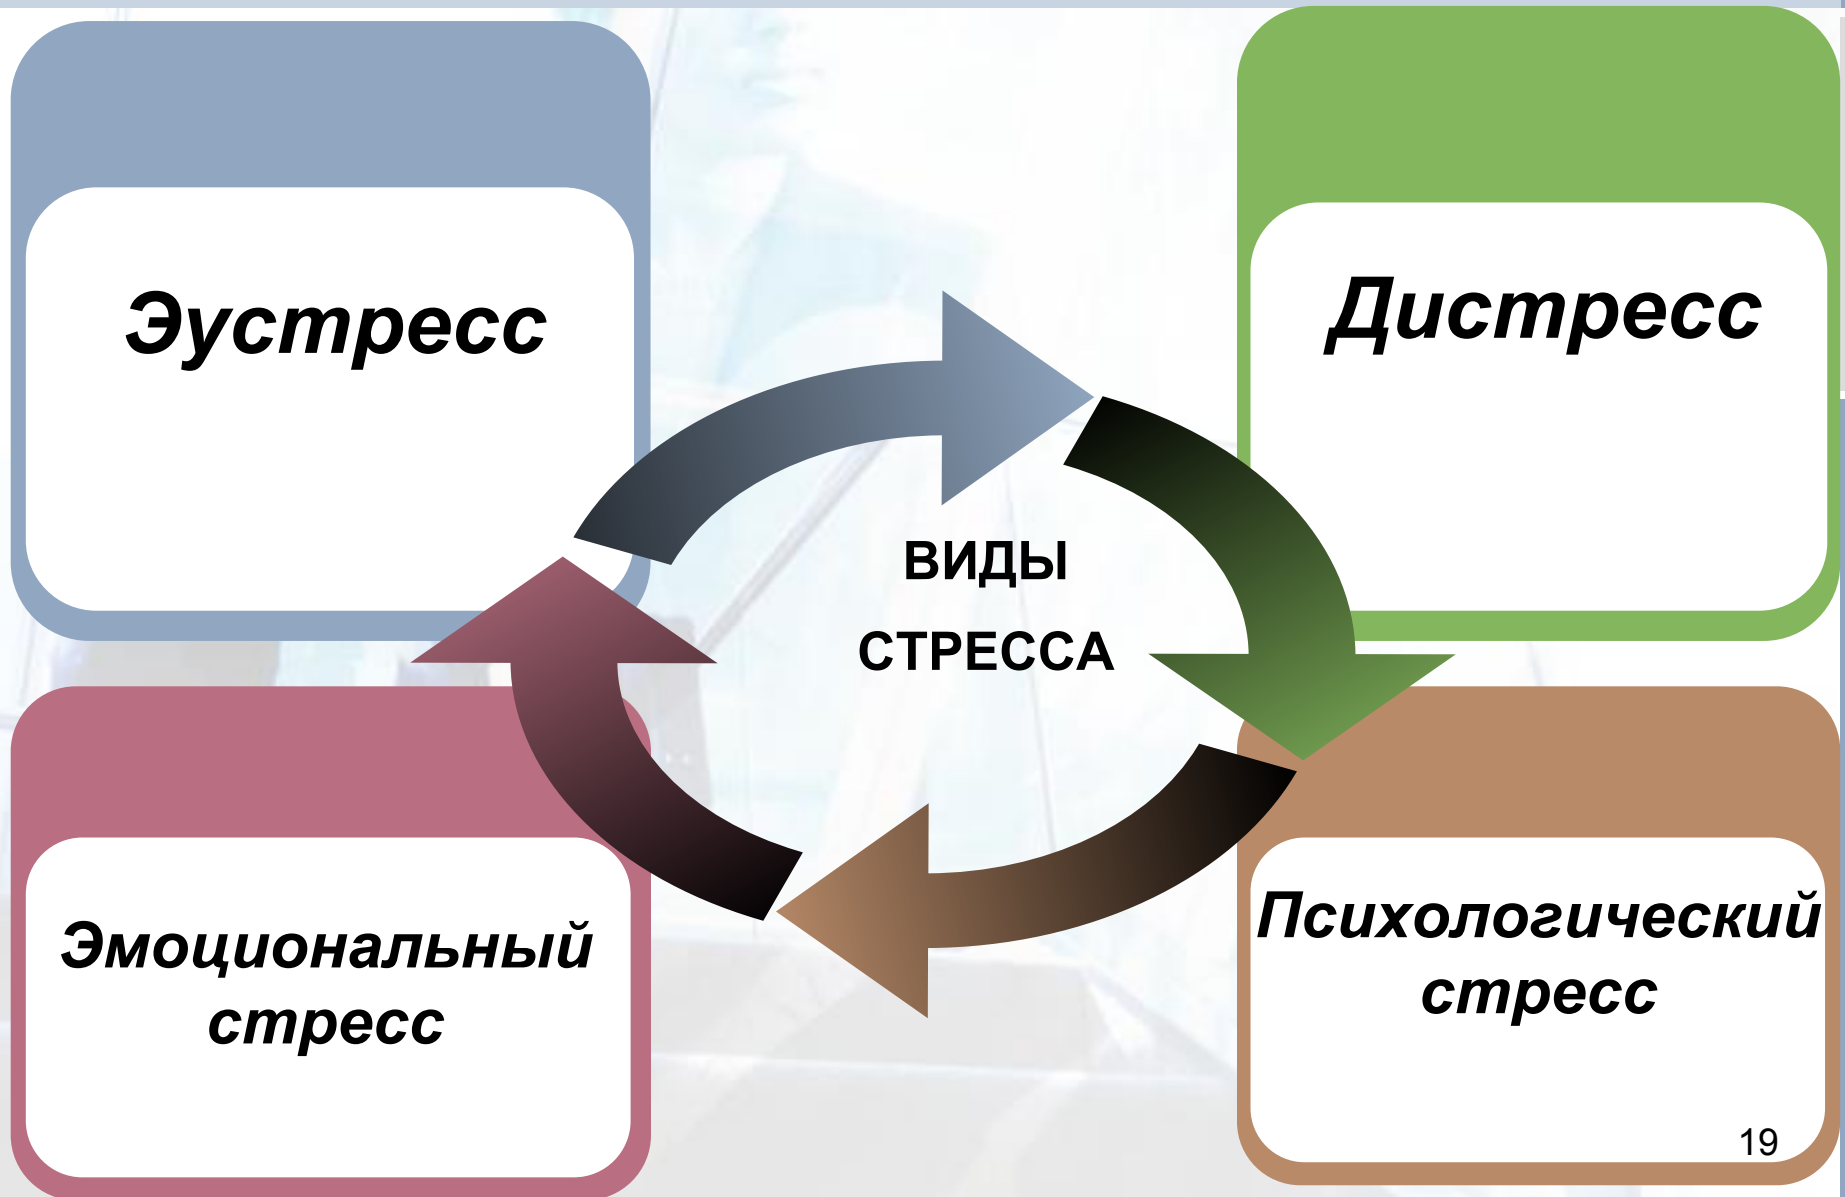 Эустресс
Дистресс
ВИДЫ
СТРЕССА
Эмоциональный
стресс
Психологический
стресс
19